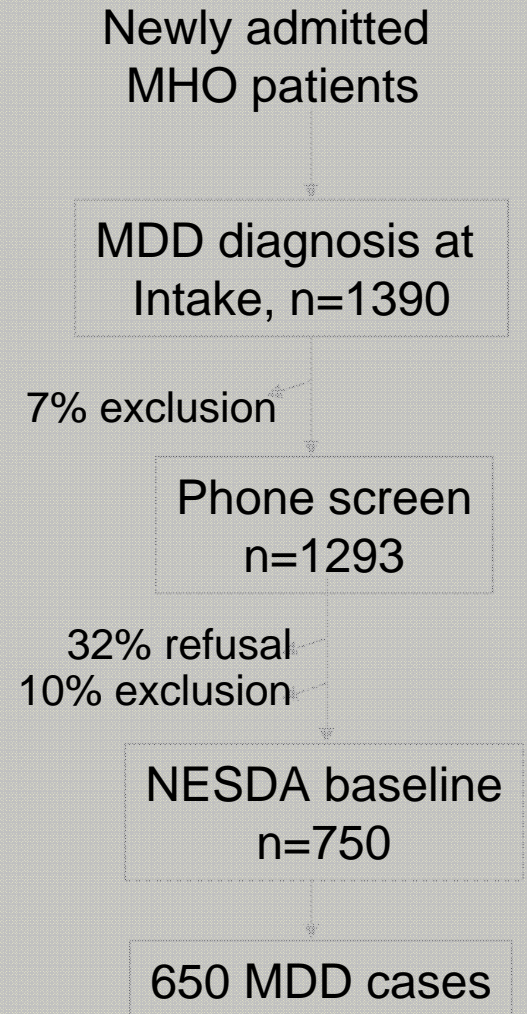 Newly admitted
MHO patients
MDD diagnosis at
Intake, n=1390
7% exclusion
Phone screen
n=1293
32% refusal
10% exclusion
NESDA baseline
n=750
650 MDD cases